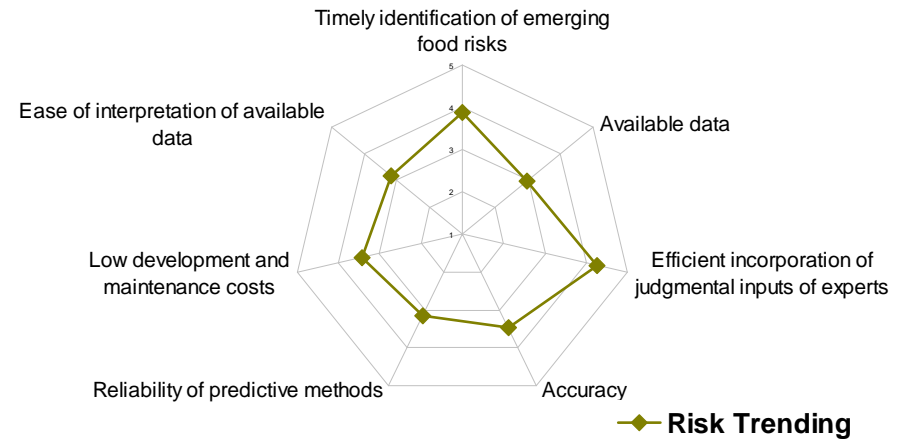 Timely identification of emerging
food risks
5
Ease of interpretation of available
data
4
Available data
3
2
1
Low development and
maintenance costs
Efficient incorporation of
judgmental inputs of experts
Reliability of predictive methods
Accuracy
Risk Trending